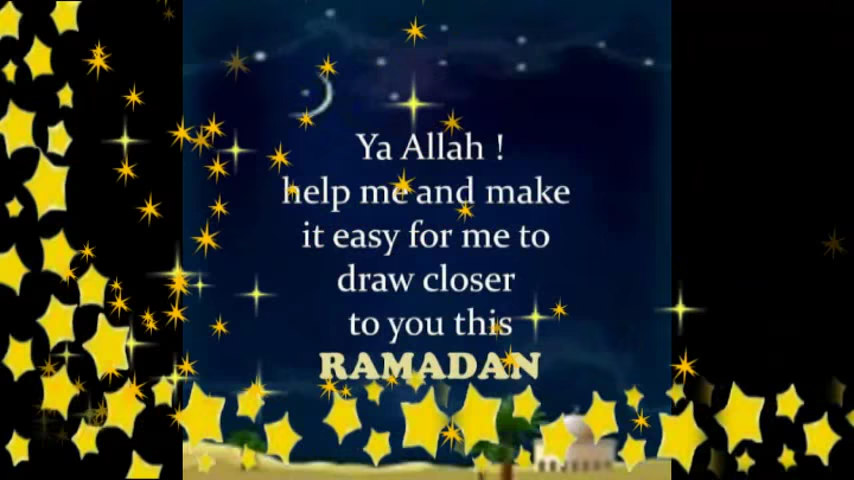 Ya Allah !
help me and make
it easy for me to
draw closer
to you this
RAMADAN